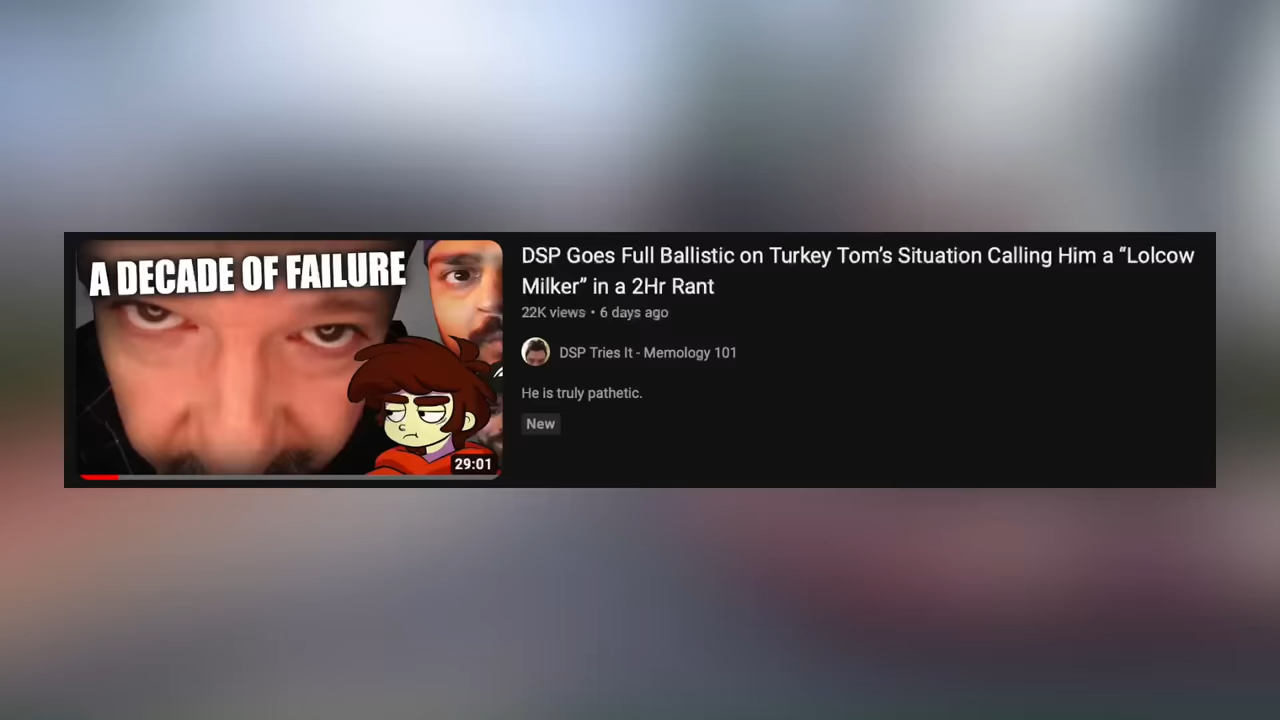 A DECADE OF FAILURE
29:01
DSP Goes Full Ballistic on Turkey Tom’s Situation Calling Him a “Lolcow
Milker” in a 2Hr Rant
22K views • 6 days ago
DSP Tries It - Memology 101
He is truly pathetic.
New